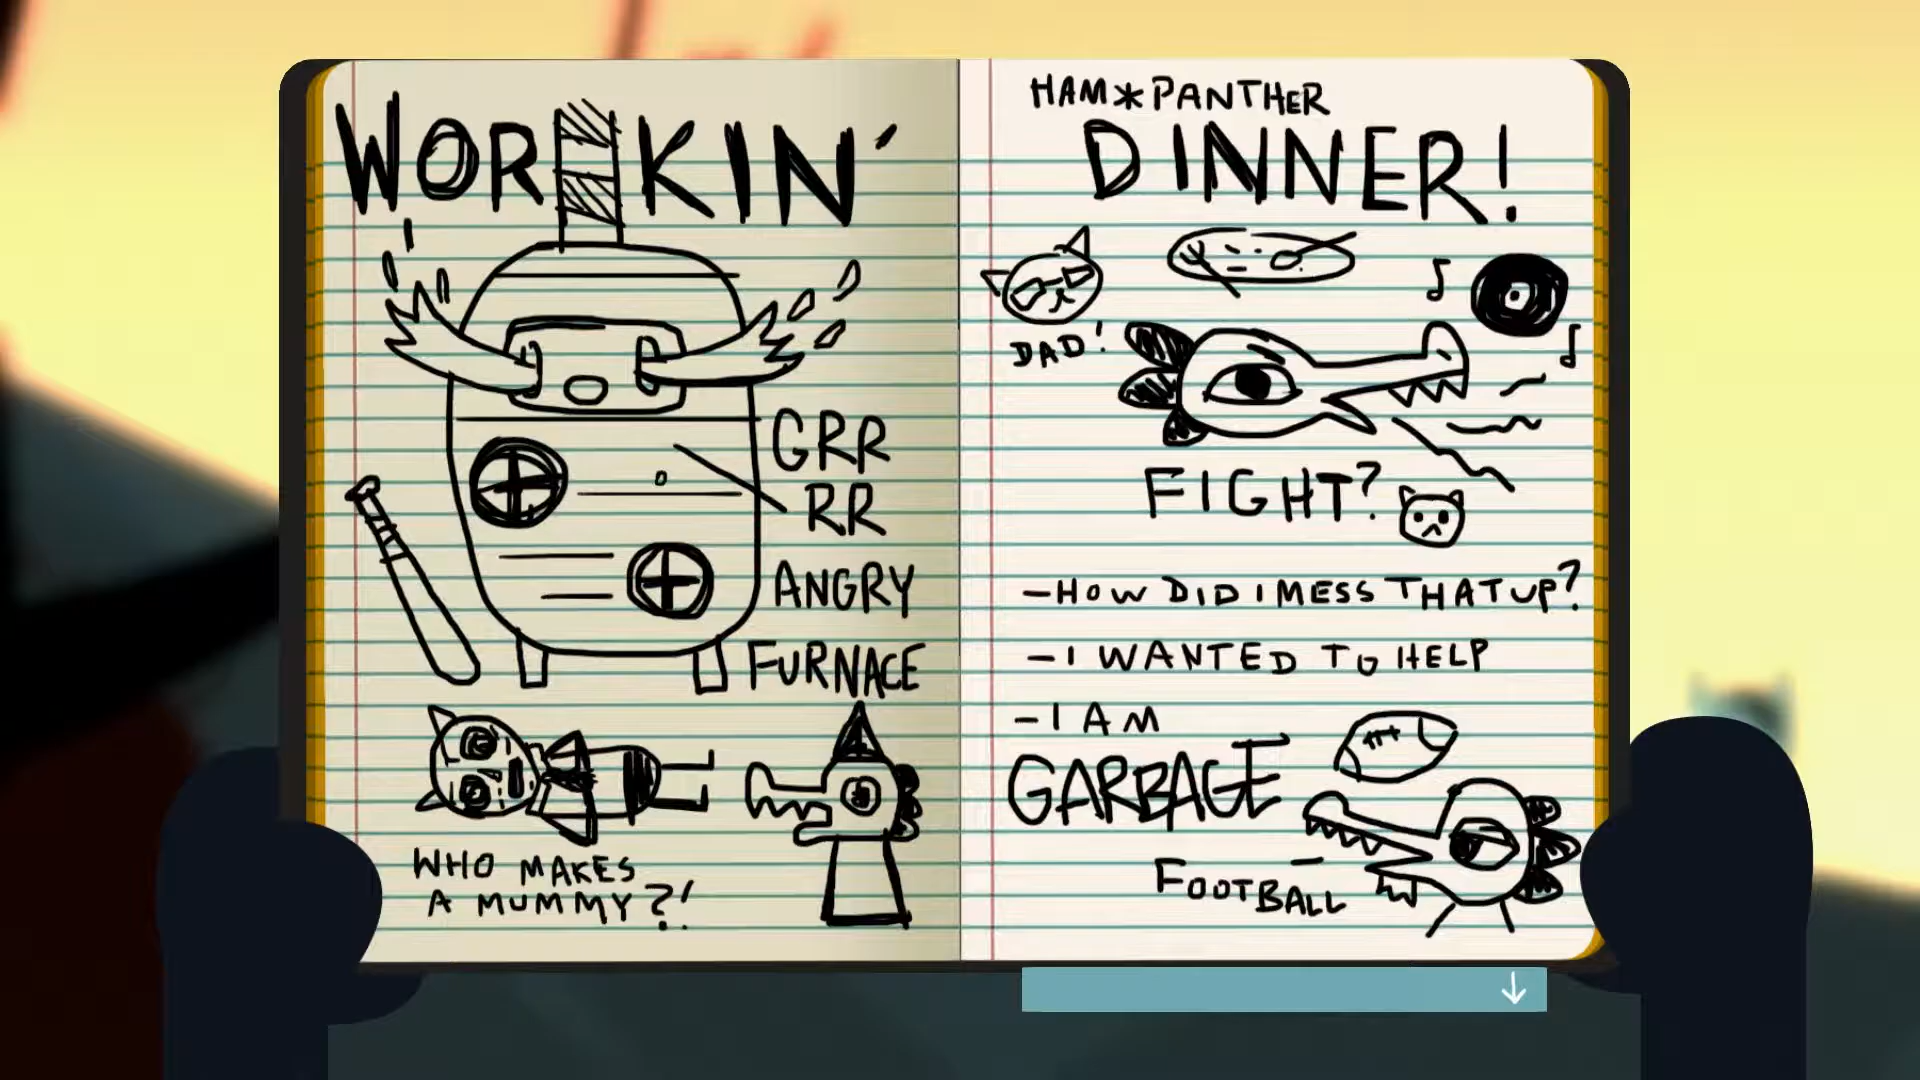 WORKIN'
GRR
RR
ANGRY
FURNACE
WHO MAKES
A MUMMY?!
HAM*PANTHER
DINNER!
DAD!
FIGHT?
-HOW DID I MESS THAT UP?
-I WANTED TO HELP
-I AM
GARBAGE
FOOTBALL